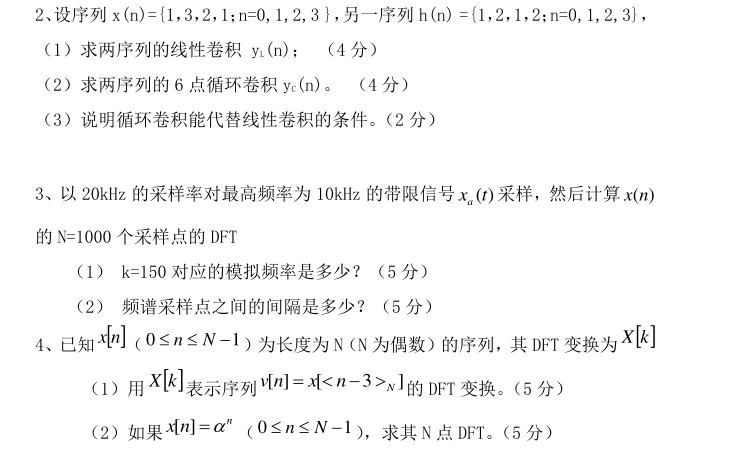 2、设序列 x(n)={1,3,2,1;n=0,1,2,3 },另一序列 h(n) ={1,2,1,2;n=0,1,2,3},
（1）求两序列的线性卷积 yL(n)； （4 分）
（2）求两序列的 6 点循环卷积 yC(n)。 （4 分）
（3）说明循环卷积能代替线性卷积的条件。（2 分）
3、以 20kHz 的采样率对最高频率为 10kHz 的带限信号 xa(t) 采样，然后计算 x(n)
的 N=1000 个采样点的 DFT
（1） k=150 对应的模拟频率是多少？（5 分）
（2） 频谱采样点之间的间隔是多少？（5 分）
4、已知 x[n]（0≤n≤N−1）为长度为 N（N 为偶数）的序列，其 DFT 变换为 X[k]
（1）用 X[k] 表示序列 v[n]=x[<n−3>N] 的 DFT 变换。（5 分）
（2）如果 x[n]=αⁿ （0≤n≤N−1），求其 N 点 DFT。（5 分）